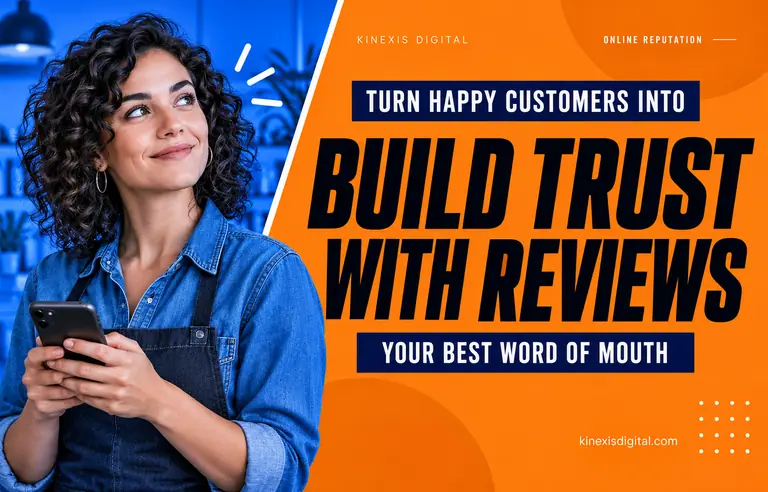 KINEXIS DIGITAL
ONLINE REPUTATION
TURN HAPPY CUSTOMERS INTO
BUILD TRUST
WITH REVIEWS
YOUR BEST WORD OF MOUTH
kinexisdigital.com